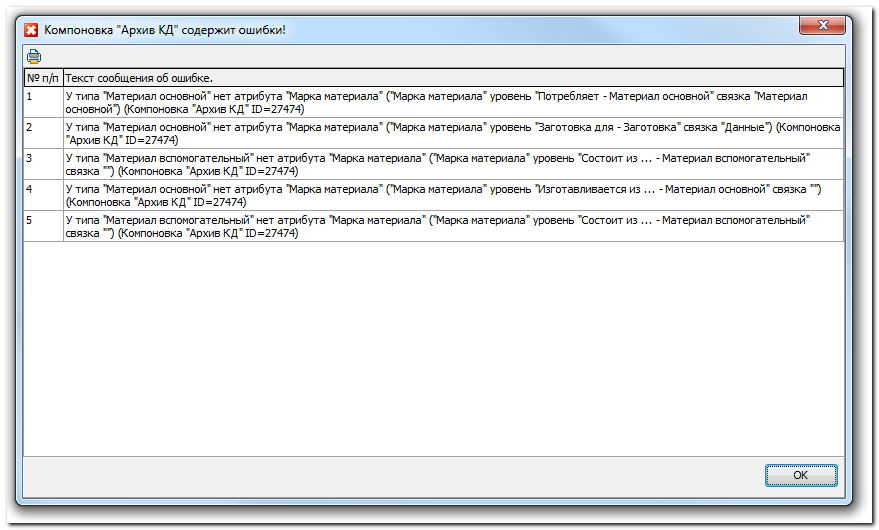 Компоновка "Архив КД" содержит ошибки!
№ п/п Текст сообщения об ошибке.
1 У типа "Материал основной" нет атрибута "Марка материала" ("Марка материала" уровень "Потребляет - Материал основной" связка "Материал
основной") (Компоновка "Архив КД" ID=27474)
2 У типа "Материал основной" нет атрибута "Марка материала" ("Марка материала" уровень "Заготовка для - Заготовка" связка "Данные") (Компоновка
"Архив КД" ID=27474)
3 У типа "Материал вспомогательный" нет атрибута "Марка материала" ("Марка материала" уровень "Состоит из ... - Материал вспомогательный"
связка "") (Компоновка "Архив КД" ID=27474)
4 У типа "Материал основной" нет атрибута "Марка материала" ("Марка материала" уровень "Изготавливается из ... - Материал основной" связка "")
(Компоновка "Архив КД" ID=27474)
5 У типа "Материал вспомогательный" нет атрибута "Марка материала" ("Марка материала" уровень "Состоит из ... - Материал вспомогательный"
связка "") (Компоновка "Архив КД" ID=27474)
OK